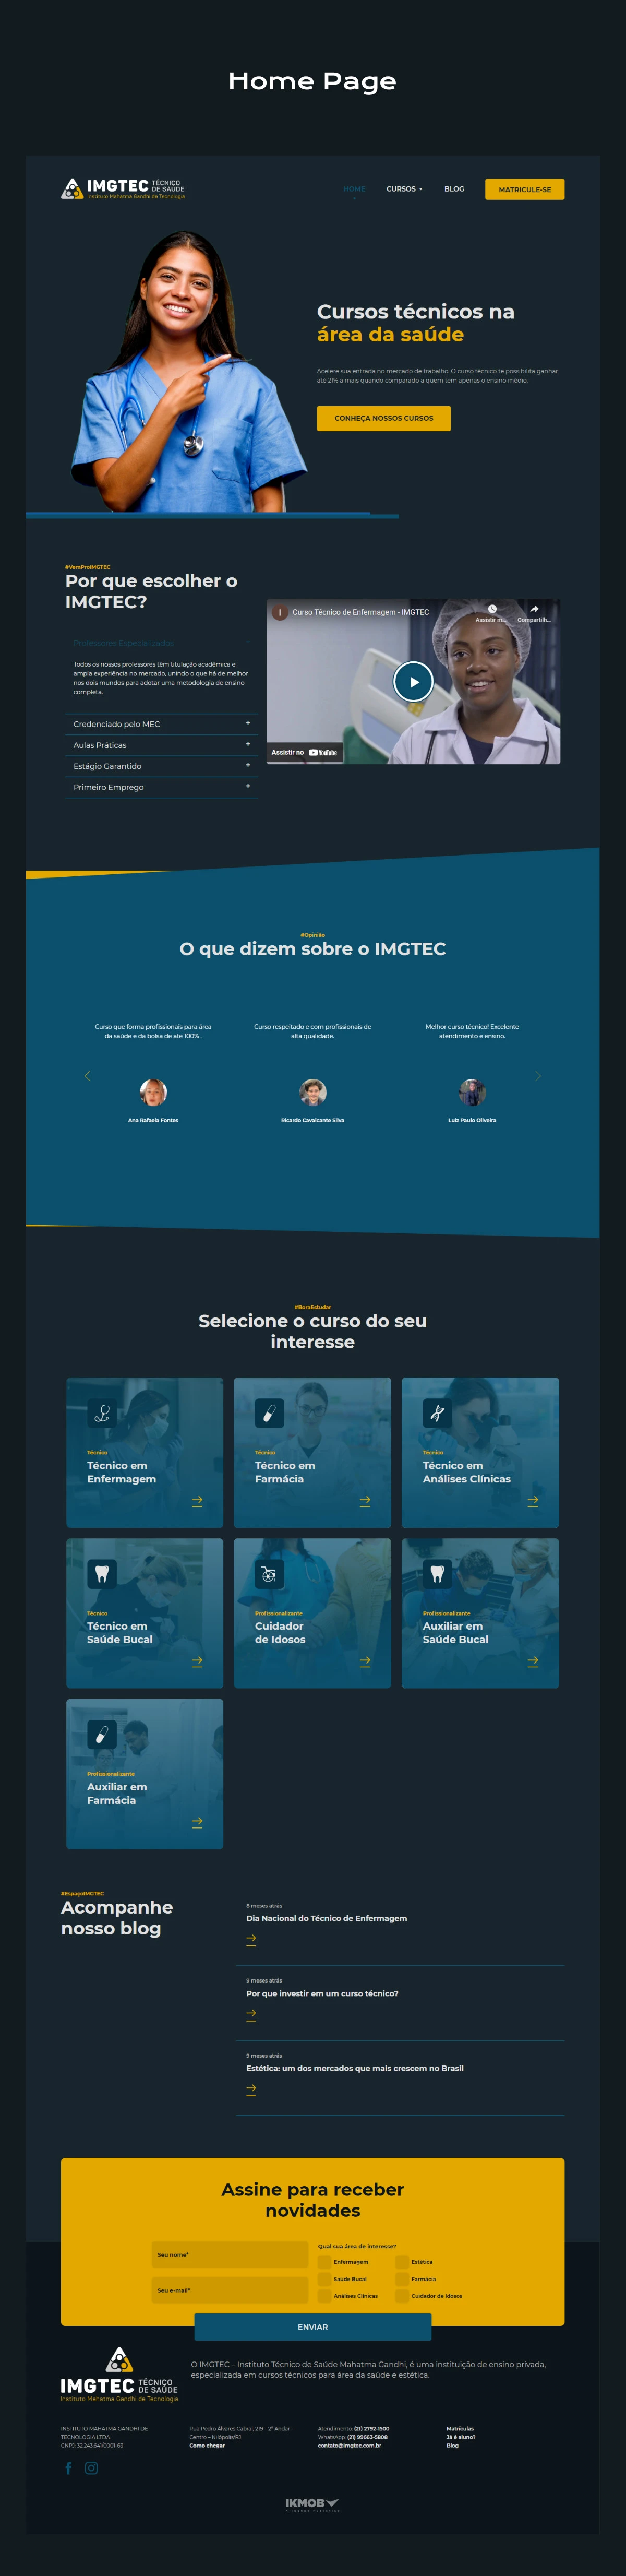 Home Page
IMGTEC TÉCNICO DE SAÚDE
Instituto Mahatma Gandhi de Tecnologia
HOME
CURSOS
BLOG
MATRICULE-SE
Cursos técnicos na
área da saúde
Acelere sua entrada no mercado de trabalho. O curso técnico te possibilita ganhar
até 21% a mais quando comparado a quem tem apenas o ensino médio.
CONHEÇA NOSSOS CURSOS
#VemProIMGTEC
Por que escolher o
IMGTEC?
Professores Especializados
Todos os nossos professores têm titulação acadêmica e
ampla experiência no mercado, unindo o que há de melhor
nos dois mundos para adotar uma metodologia de ensino
completa.
Credenciado pelo MEC +
Aulas Práticas +
Estágio Garantido +
Primeiro Emprego +
I Curso Técnico de Enfermagem - IMGTEC
Assistir m...
Compartilh...
Assistir no YouTube
#Opinião
O que dizem sobre o IMGTEC
Curso que forma profissionais para área
da saúde e da bolsa de ate 100% .
Ana Rafaela Fontes
Curso respeitado e com profissionais de
alta qualidade.
Ricardo Cavalcante Silva
Melhor curso técnico! Excelente
atendimento e ensino.
Luiz Paulo Oliveira
#BoraEstudar
Selecione o curso do seu
interesse
Técnico
Técnico em
Enfermagem
Técnico
Técnico em
Farmácia
Técnico
Técnico em
Análises Clínicas
Técnico
Técnico em
Saúde Bucal
Profissionalizante
Cuidador
de Idosos
Profissionalizante
Auxiliar em
Saúde Bucal
Profissionalizante
Auxiliar em
Farmácia
#EspaçoIMGTEC
Acompanhe
nosso blog
8 meses atrás
Dia Nacional do Técnico de Enfermagem
9 meses atrás
Por que investir em um curso técnico?
9 meses atrás
Estética: um dos mercados que mais crescem no Brasil
Assine para receber
novidades
Seu nome*
Seu e-mail*
Qual sua área de interesse?
Enfermagem
Estética
Saúde Bucal
Farmácia
Análises Clínicas
Cuidador de Idosos
ENVIAR
IMGTEC TÉCNICO DE SAÚDE
Instituto Mahatma Gandhi de Tecnologia
O IMGTEC – Instituto Técnico de Saúde Mahatma Gandhi, é uma instituição de ensino privada,
especializada em cursos técnicos para área da saúde e estética.
INSTITUTO MAHATMA GANDHI DE
TECNOLOGIA LTDA
CNPJ: 32.243.641/0001-63
Rua Pedro Álvares Cabral, 219 – 2° Andar –
Centro – Nilópolis/RJ
Como chegar
Atendimento: (21) 2792-1500
WhatsApp: (21) 99663-5808
contato@imgtec.com.br
Matrículas
Já é aluno?
Blog
IKMOB